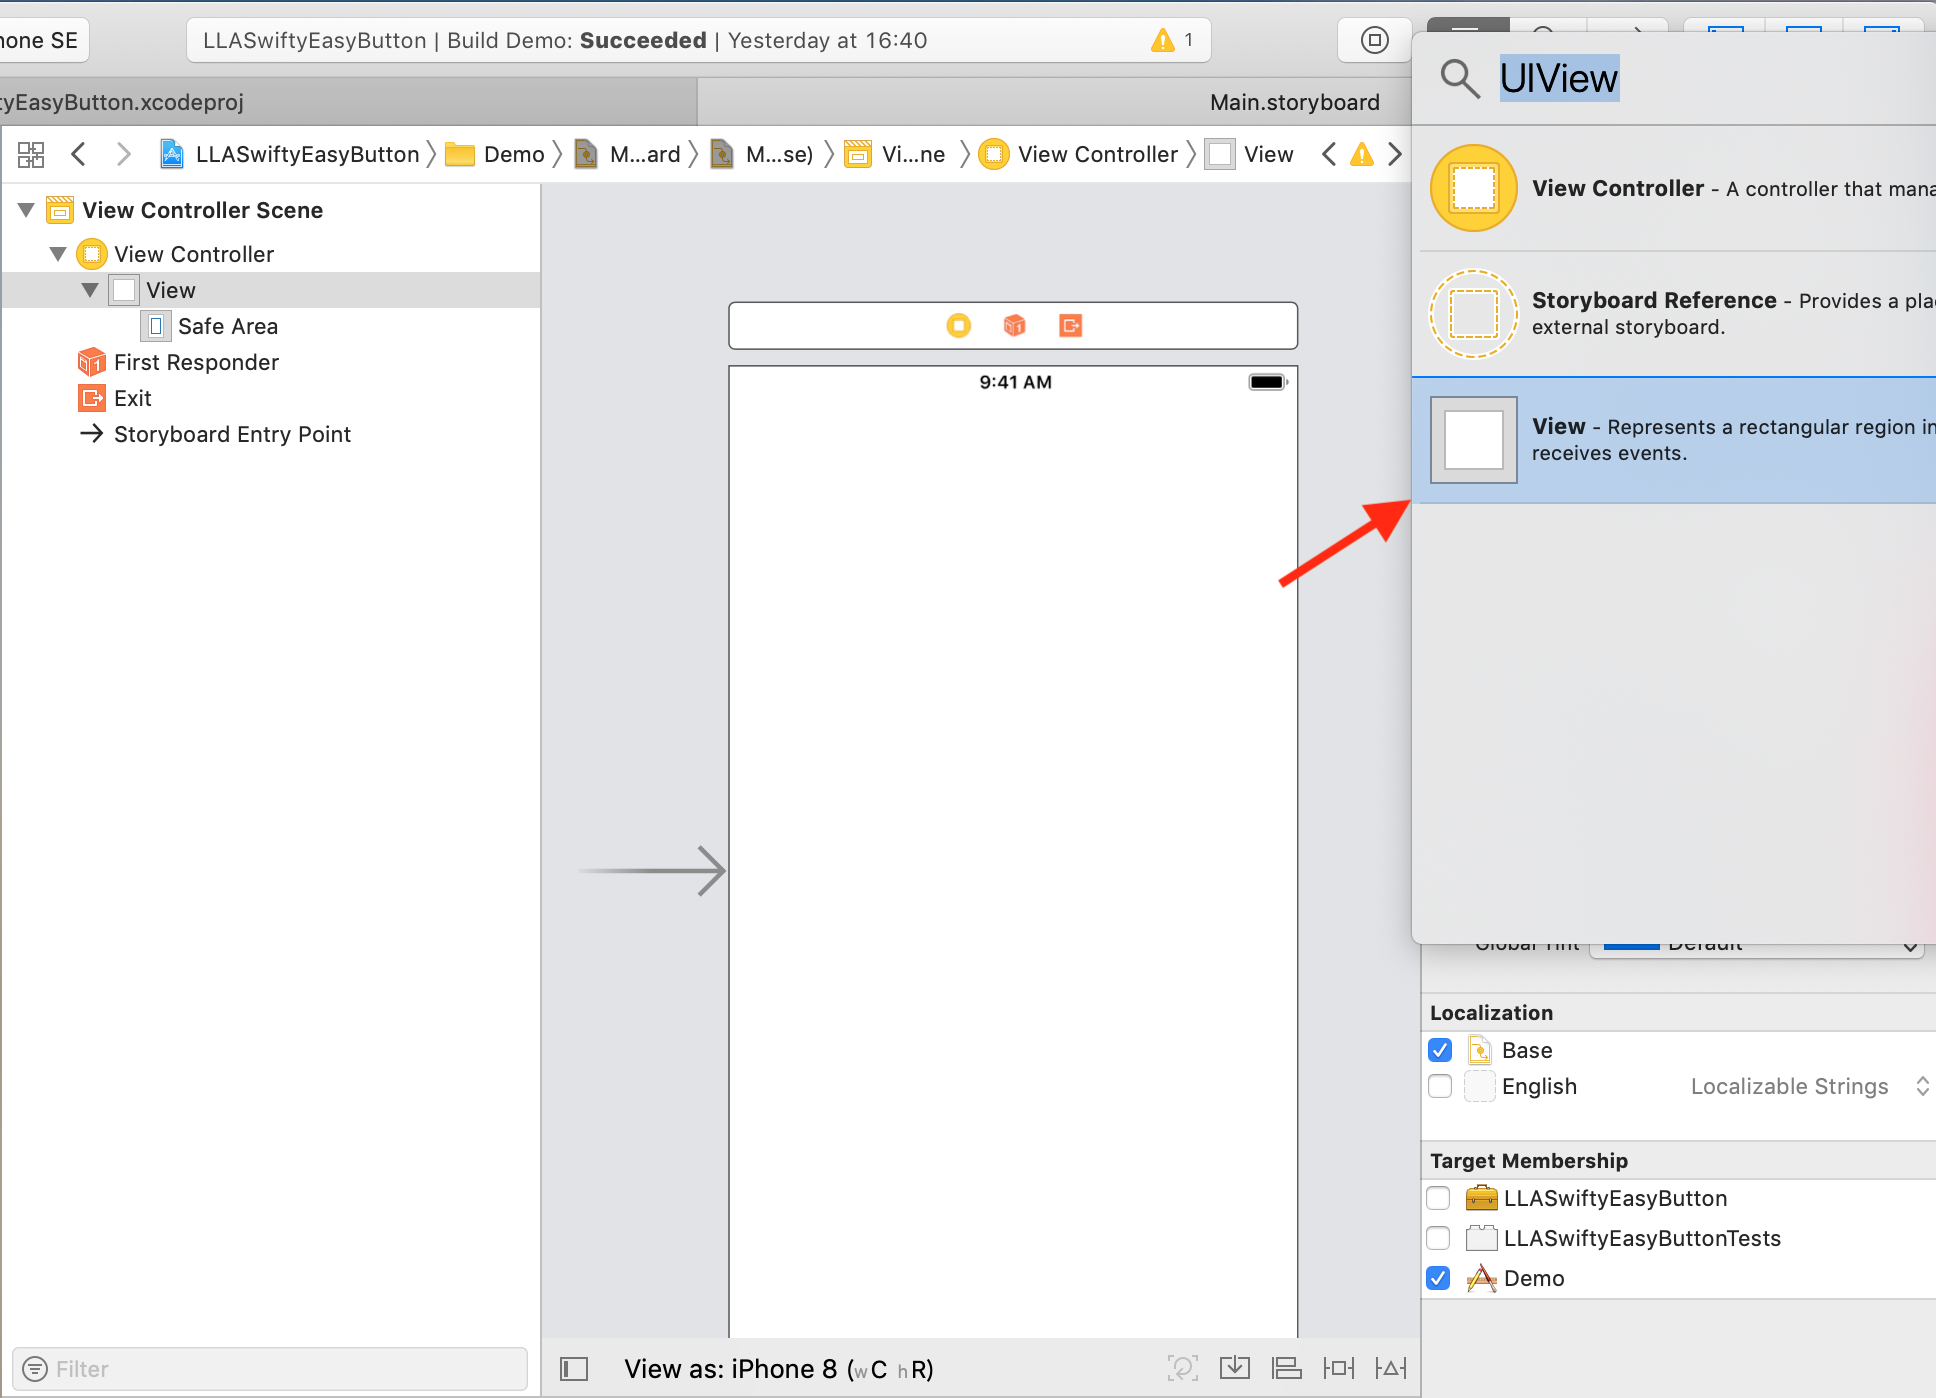 hone SE
LLASwiftyEasyButton | Build Demo: Succeeded | Yesterday at 16:40
1
UIView
tyEasyButton.xcodeproj
Main.storyboard
LLASwiftyEasyButton
Demo
M...ard
M...se)
Vi...ne
View Controller
View
View Controller Scene
View Controller
View
Safe Area
First Responder
Exit
Storyboard Entry Point
9:41 AM
View Controller - A controller that mana
Storyboard Reference - Provides a pla
external storyboard.
View - Represents a rectangular region in
receives events.
Global Tint
Default
Localization
Base
English
Localizable Strings
Target Membership
LLASwiftyEasyButton
LLASwiftyEasyButtonTests
Demo
Filter
View as: iPhone 8 (wC hR)